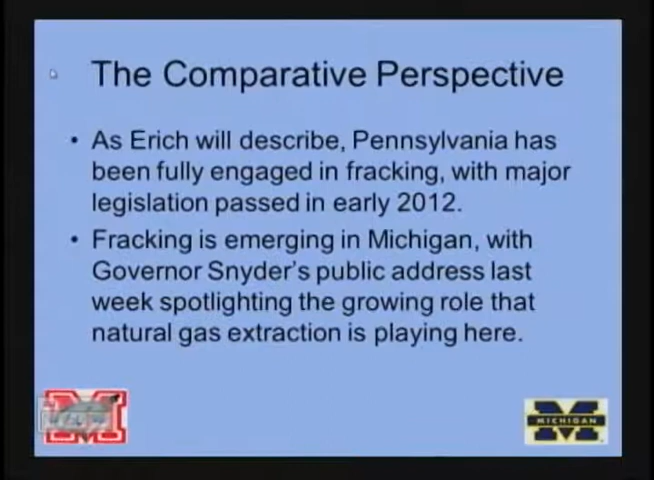 The Comparative Perspective
• As Erich will describe, Pennsylvania has
been fully engaged in fracking, with major
legislation passed in early 2012.
• Fracking is emerging in Michigan, with
Governor Snyder's public address last
week spotlighting the growing role that
natural gas extraction is playing here.
M
MICHIGAN